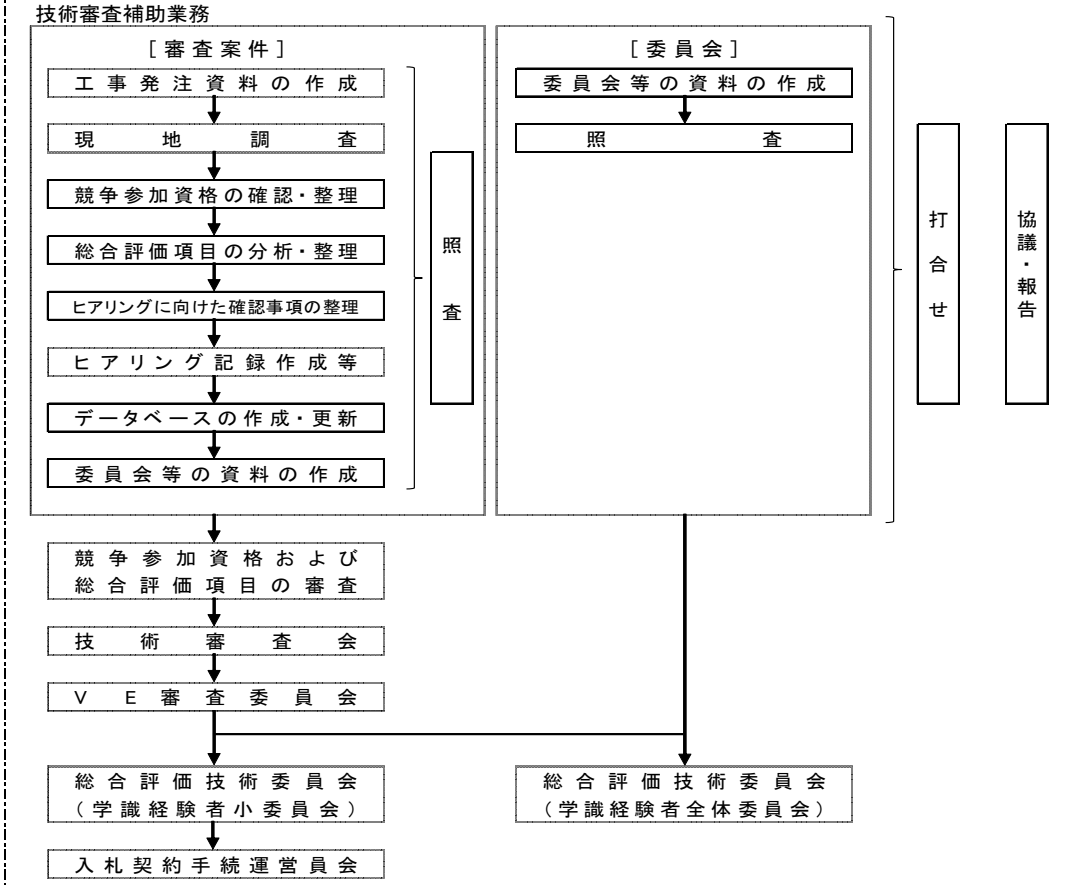 技術審査補助業務
[審査案件]
工事発注資料の作成
現地調査
競争参加資格の確認・整理
総合評価項目の分析・整理
ヒアリングに向けた確認事項の整理
ヒアリング記録作成等
データベースの作成・更新
委員会等の資料の作成
照査
[委員会]
委員会等の資料の作成
照査
打合せ
協議・報告
競争参加資格および
総合評価項目の審査
技術審査会
VE審査委員会
総合評価技術委員会
(学識経験者小委員会)
総合評価技術委員会
(学識経験者全体委員会)
入札契約手続運営員会